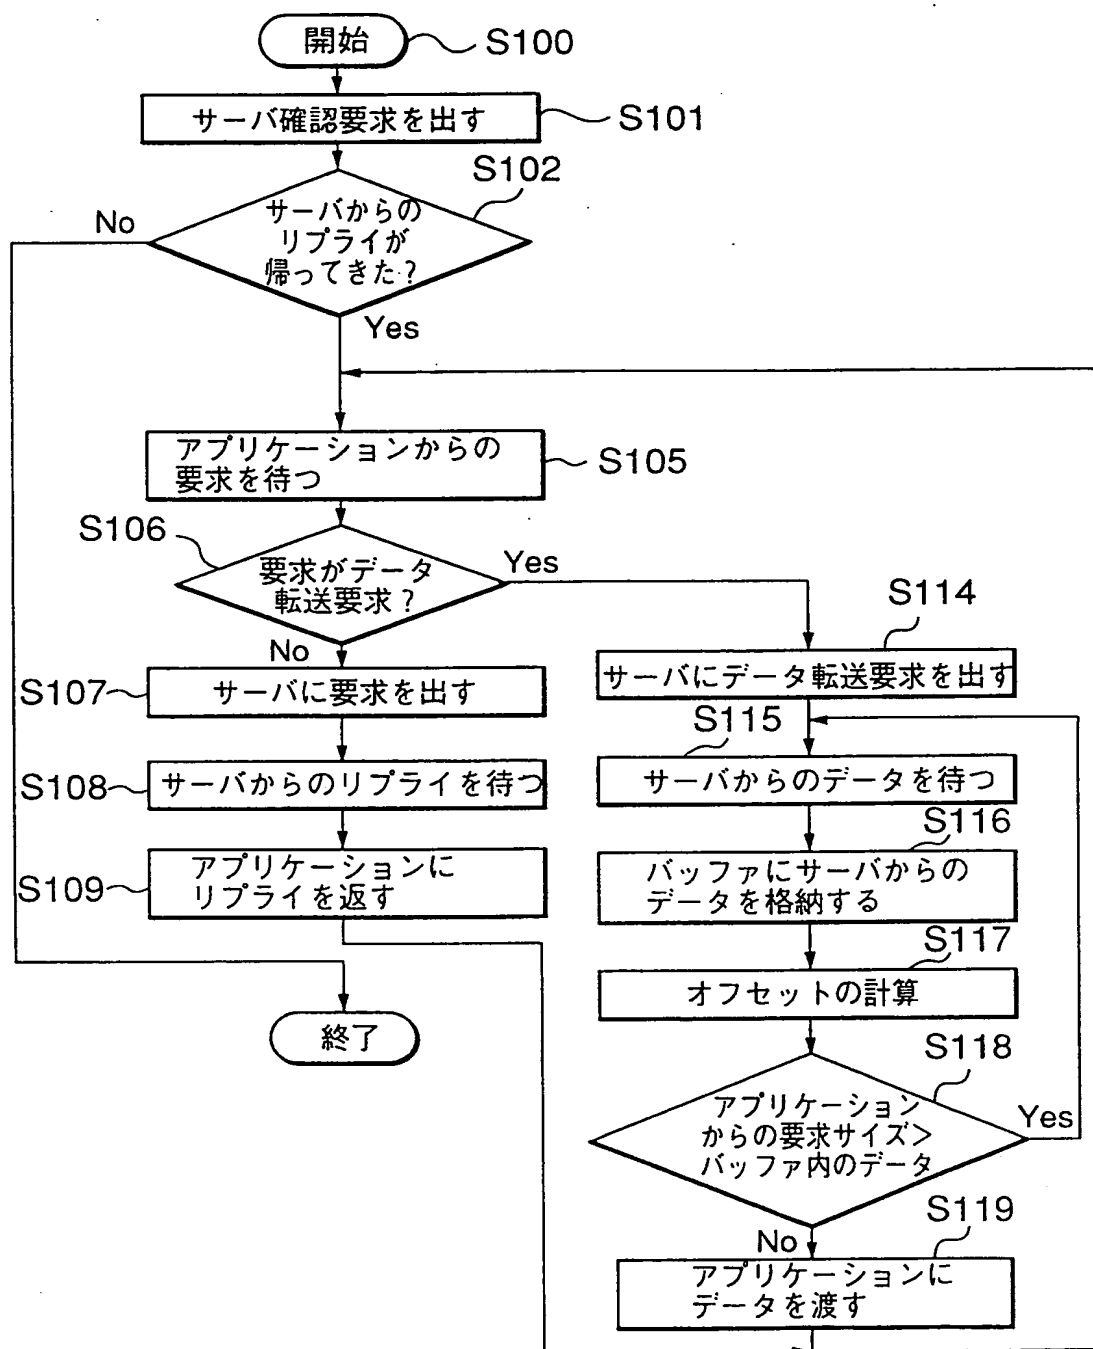 開始
S100
サーバ確認要求を出す
S101
S102
サーバからの
リプライが
帰ってきた?
No
Yes
アプリケーションからの
要求を待つ
S105
S106
要求がデータ
転送要求?
Yes
No
S107
サーバに要求を出す
S108
サーバからのリプライを待つ
S109
アプリケーションに
リプライを返す
終了
S114
サーバにデータ転送要求を出す
S115
サーバからのデータを待つ
S116
バッファにサーバからの
データを格納する
S117
オフセットの計算
S118
アプリケーション
からの要求サイズ>
バッファ内のデータ
Yes
No
S119
アプリケーションに
データを渡す